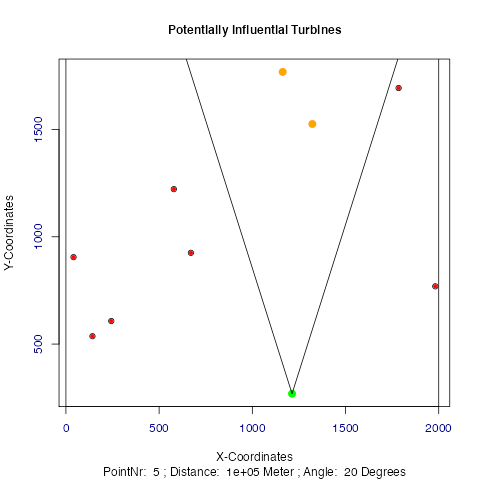 Potentially Influential Turbines
Y-Coordinates
1500
1000
500
0 500 1000 1500 2000
X-Coordinates
PointNr: 5 ; Distance: 1e+05 Meter ; Angle: 20 Degrees